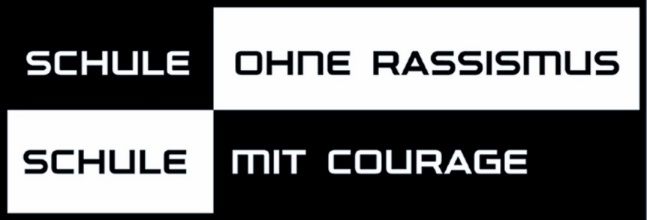 SCHULE OHNE RASSISMUS
SCHULE MIT COURAGE